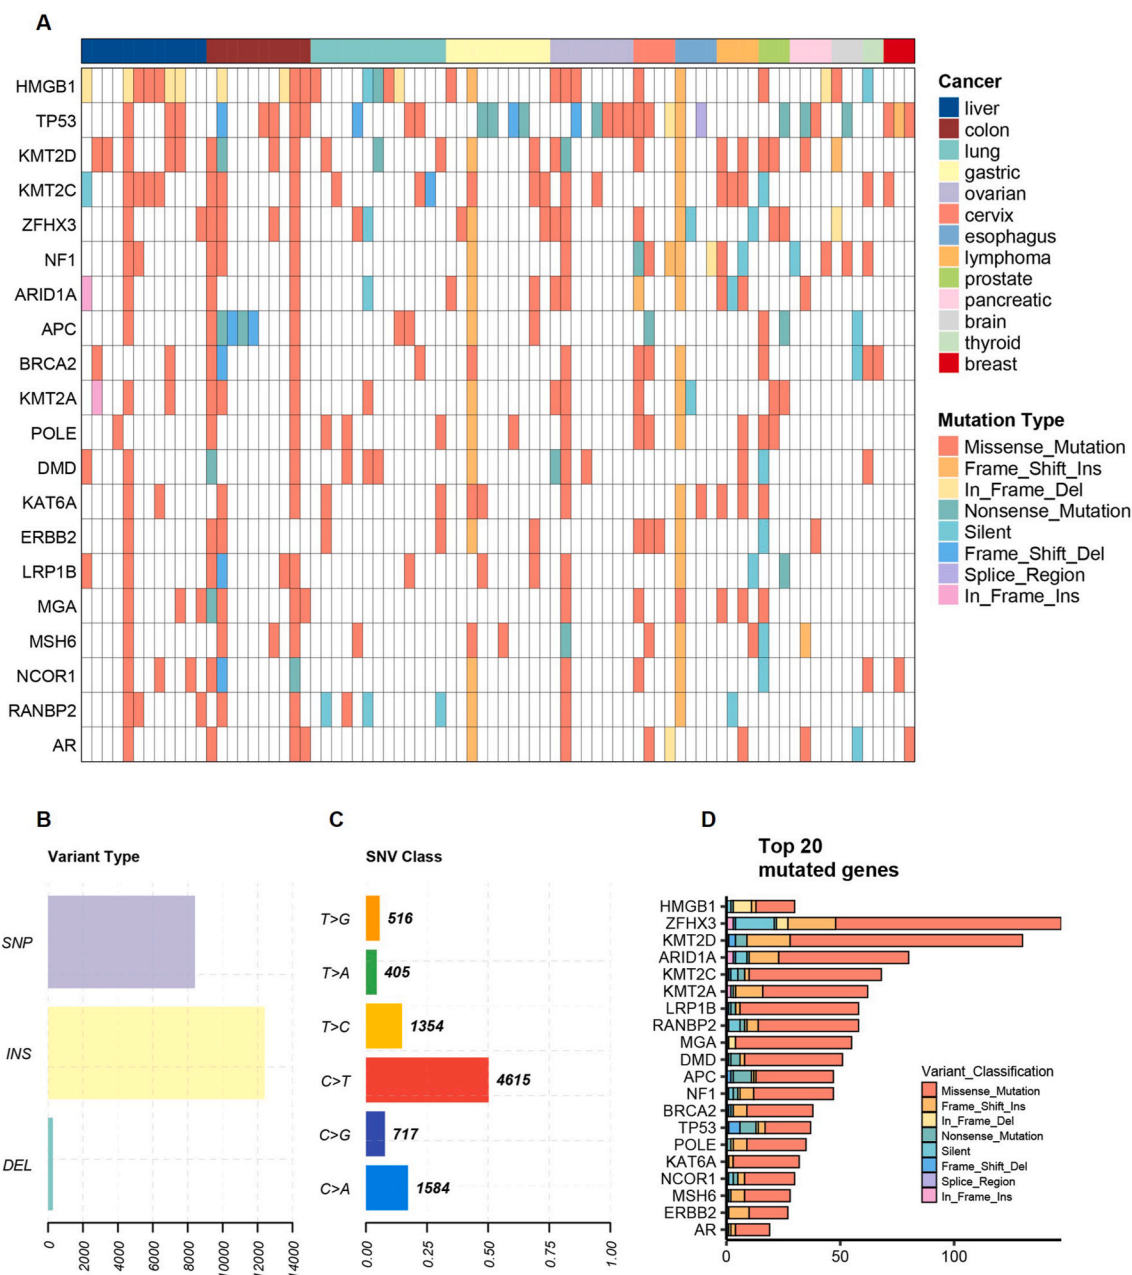 A
HMGB1
TP53
KMT2D
KMT2C
ZFHX3
NF1
ARID1A
APC
BRCA2
KMT2A
POLE
DMD
KAT6A
ERBB2
LRP1B
MGA
MSH6
NCOR1
RANBP2
AR
Cancer
liver
colon
lung
gastric
ovarian
cervix
esophagus
lymphoma
prostate
pancreatic
brain
thyroid
breast
Mutation Type
Missense_Mutation
Frame_Shift_Ins
In_Frame_Del
Nonsense_Mutation
Silent
Frame_Shift_Del
Splice_Region
In_Frame_Ins
B
Variant Type
SNP
INS
DEL
0
2000
4000
6000
8000
10000
12000
14000
C
SNV Class
T>G
516
T>A
405
T>C
1354
C>T
4615
C>G
717
C>A
1584
0.00
0.25
0.50
0.75
1.00
D
Top 20
mutated genes
HMGB1
ZFHX3
KMT2D
ARID1A
KMT2C
KMT2A
LRP1B
RANBP2
MGA
DMD
APC
NF1
BRCA2
TP53
POLE
KAT6A
NCOR1
MSH6
ERBB2
AR
0
50
100
Variant_Classification
Missense_Mutation
Frame_Shift_Ins
In_Frame_Del
Nonsense_Mutation
Silent
Frame_Shift_Del
Splice_Region
In_Frame_Ins